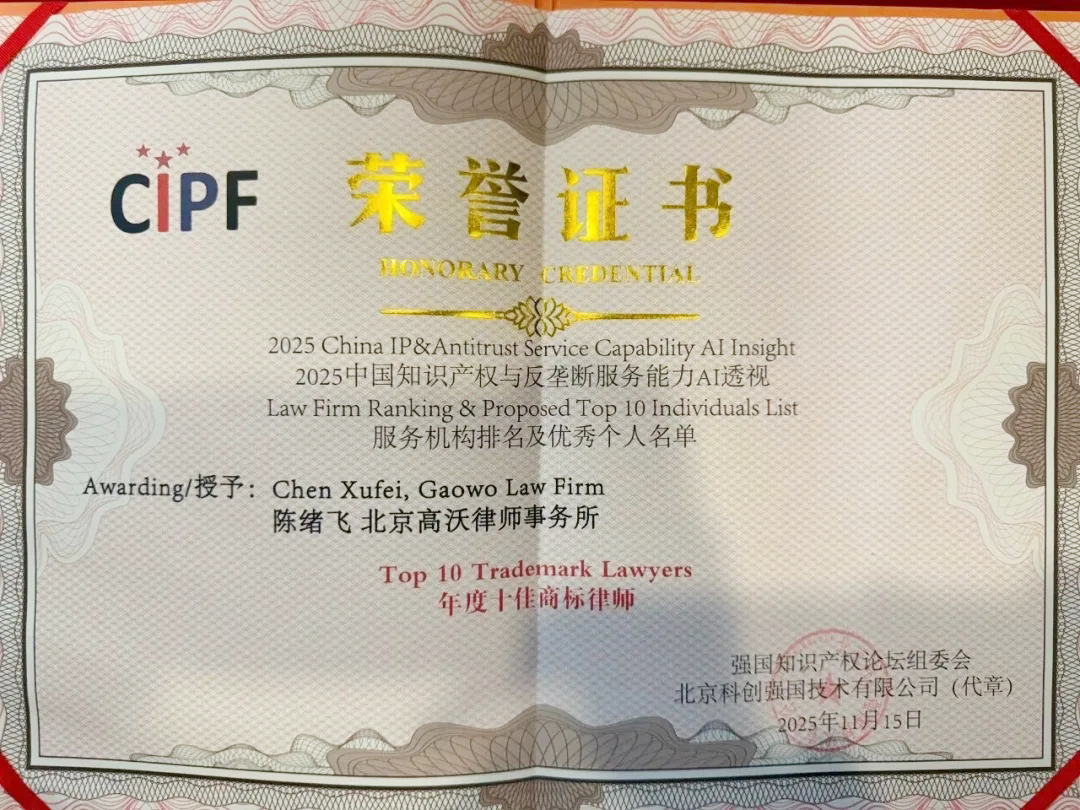 CIPF
荣誉证书
HONORARY CREDENTIAL
2025 China IP&Antitrust Service Capability AI Insight
2025中国知识产权与反垄断服务能力AI透视
Law Firm Ranking & Proposed Top 10 Individuals List
服务机构排名及优秀个人名单
Awarding/授予：Chen Xufei, Gaowo Law Firm
陈绪飞 北京高沃律师事务所
Top 10 Trademark Lawyers
年度十佳商标律师
强国知识产权论坛组委会
北京科创强国技术有限公司（代章）
2025年11月15日